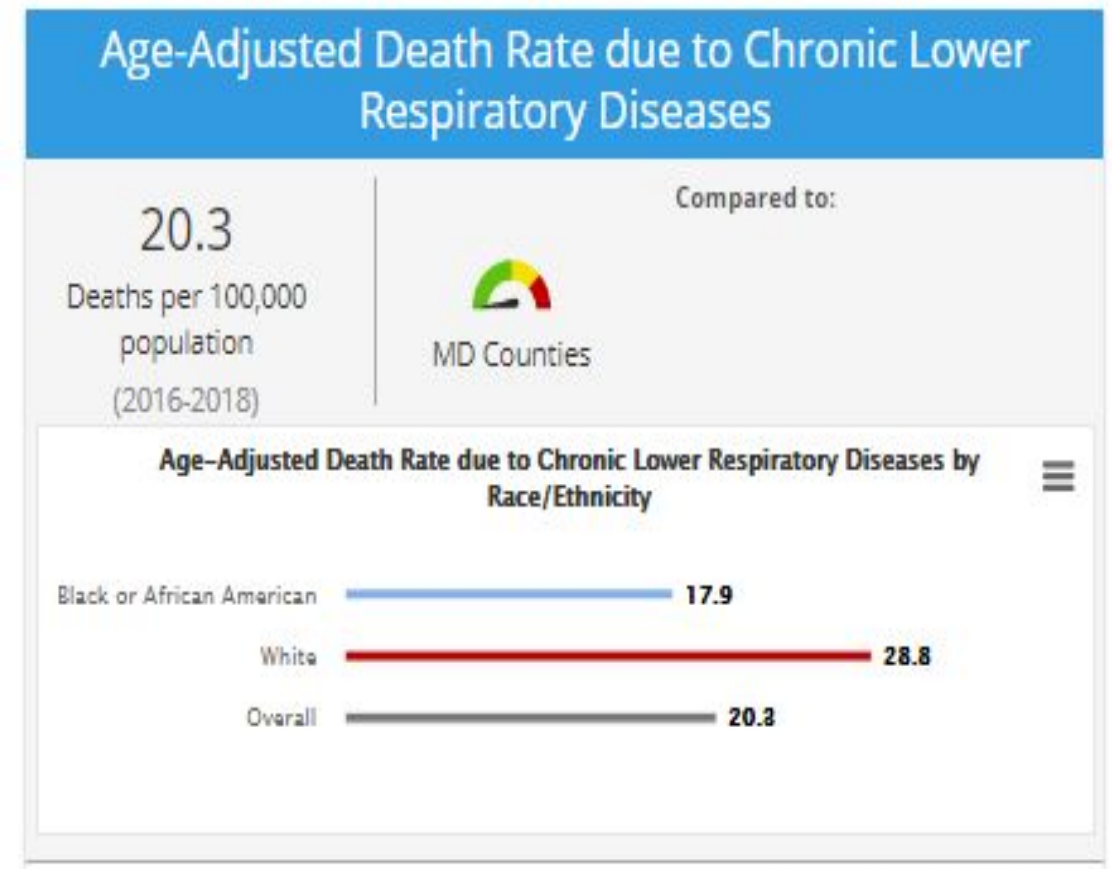 Age-Adjusted Death Rate due to Chronic Lower
Respiratory Diseases
20.3
Deaths per 100,000
population
(2016-2018)
Compared to:
MD Counties
Age-Adjusted Death Rate due to Chronic Lower Respiratory Diseases by
Race/Ethnicity
Black or African American 17.9
White 28.8
Overall 20.3